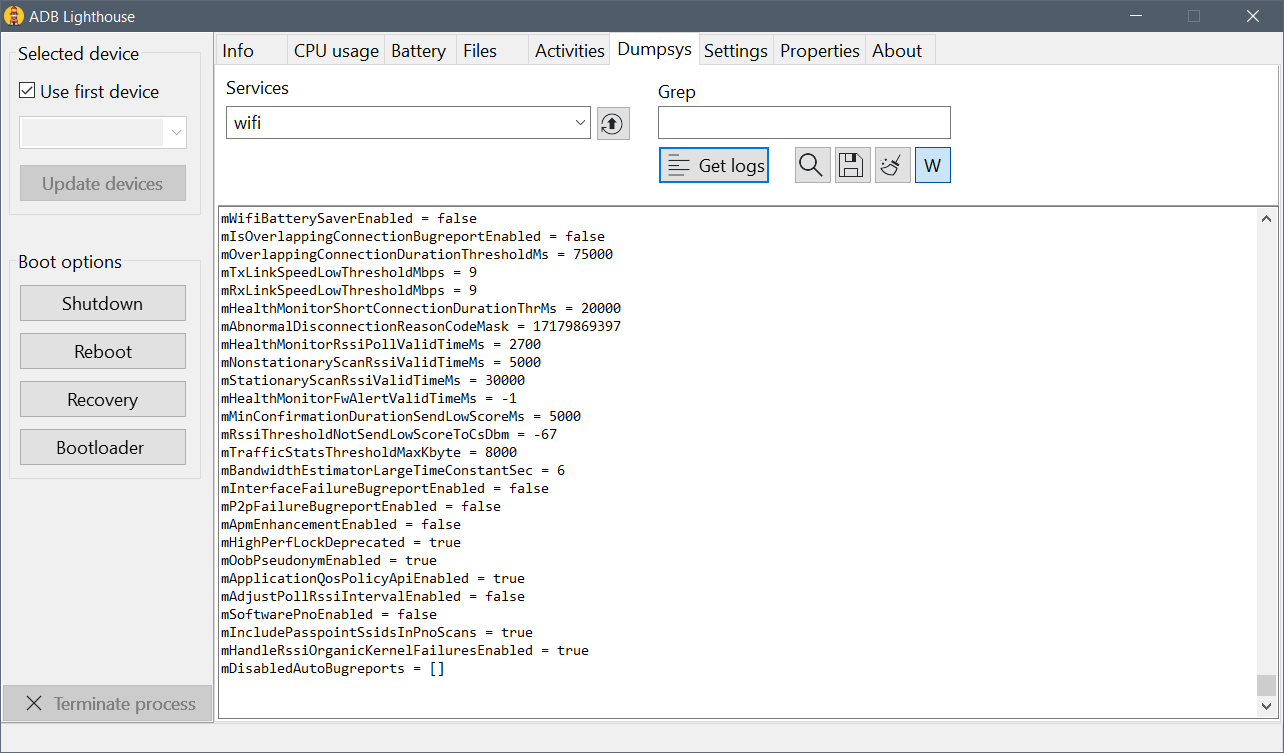 ADB Lighthouse
Selected device
Use first device
Update devices
Boot options
Shutdown
Reboot
Recovery
Bootloader
Terminate process
Info CPU usage Battery Files Activities Dumpsys Settings Properties About
Services
wifi
Grep
Get logs
W
mWifiBatterySaverEnabled = false
mIsOverlappingConnectionBugreportEnabled = false
mOverlappingConnectionDurationThresholdMs = 75000
mTxLinkSpeedLowThresholdMbps = 9
mRxLinkSpeedLowThresholdMbps = 9
mHealthMonitorShortConnectionDurationThrMs = 20000
mAbnormalDisconnectionReasonCodeMask = 17179869397
mHealthMonitorRssiPollValidTimeMs = 2700
mNonstationaryScanRssiValidTimeMs = 5000
mStationaryScanRssiValidTimeMs = 30000
mHealthMonitorFwAlertValidTimeMs = -1
mMinConfirmationDurationSendLowScoreMs = 5000
mRssiThresholdNotSendLowScoreToCsDbm = -67
mTrafficStatsThresholdMaxKbyte = 8000
mBandwidthEstimatorLargeTimeConstantSec = 6
mInterfaceFailureBugreportEnabled = false
mP2pFailureBugreportEnabled = false
mApmEnhancementEnabled = false
mHighPerfLockDeprecated = true
mOobPseudonymEnabled = true
mApplicationQosPolicyApiEnabled = true
mAdjustPollRssiIntervalEnabled = false
mSoftwarePnoEnabled = false
mIncludePasspointSsidsInPnoScans = true
mHandleRssiOrganicKernelFailuresEnabled = true
mDisabledAutoBugreports = []